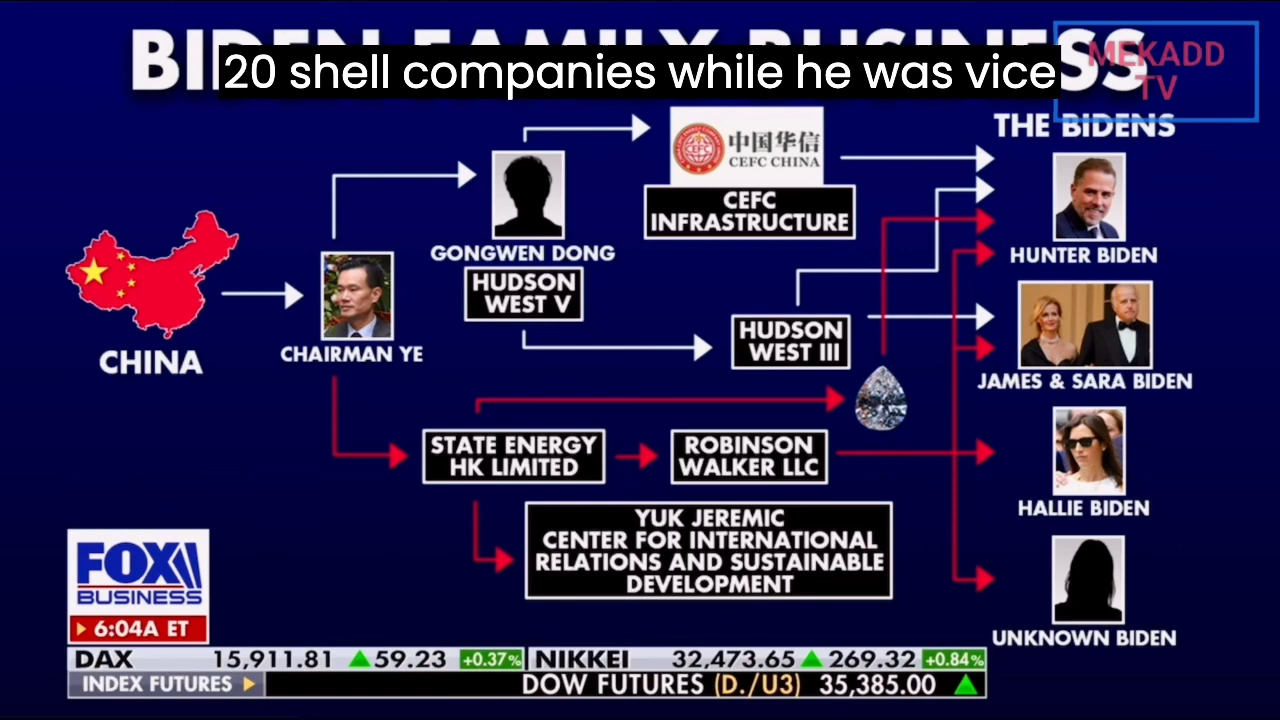 BIDEN FAMILY BUSINESS
20 shell companies while he was vice
MEKADD
TV
THE BIDENS
中国华信
CEFC CHINA
CEFC
CEFC
INFRASTRUCTURE
HUNTER BIDEN
GONGWEN DONG
HUDSON
WEST V
CHINA
CHAIRMAN YE
HUDSON
WEST III
JAMES & SARA BIDEN
STATE ENERGY
HK LIMITED
ROBINSON
WALKER LLC
HALLIE BIDEN
YUK JEREMIC
CENTER FOR INTERNATIONAL
RELATIONS AND SUSTAINABLE
DEVELOPMENT
UNKNOWN BIDEN
FOX
BUSINESS
6:04A ET
DAX 15,911.81 59.23 +0.37%
NIKKEI 32,473.65 269.32 +0.84%
INDEX FUTURES
DOW FUTURES (D./U3) 35,385.00